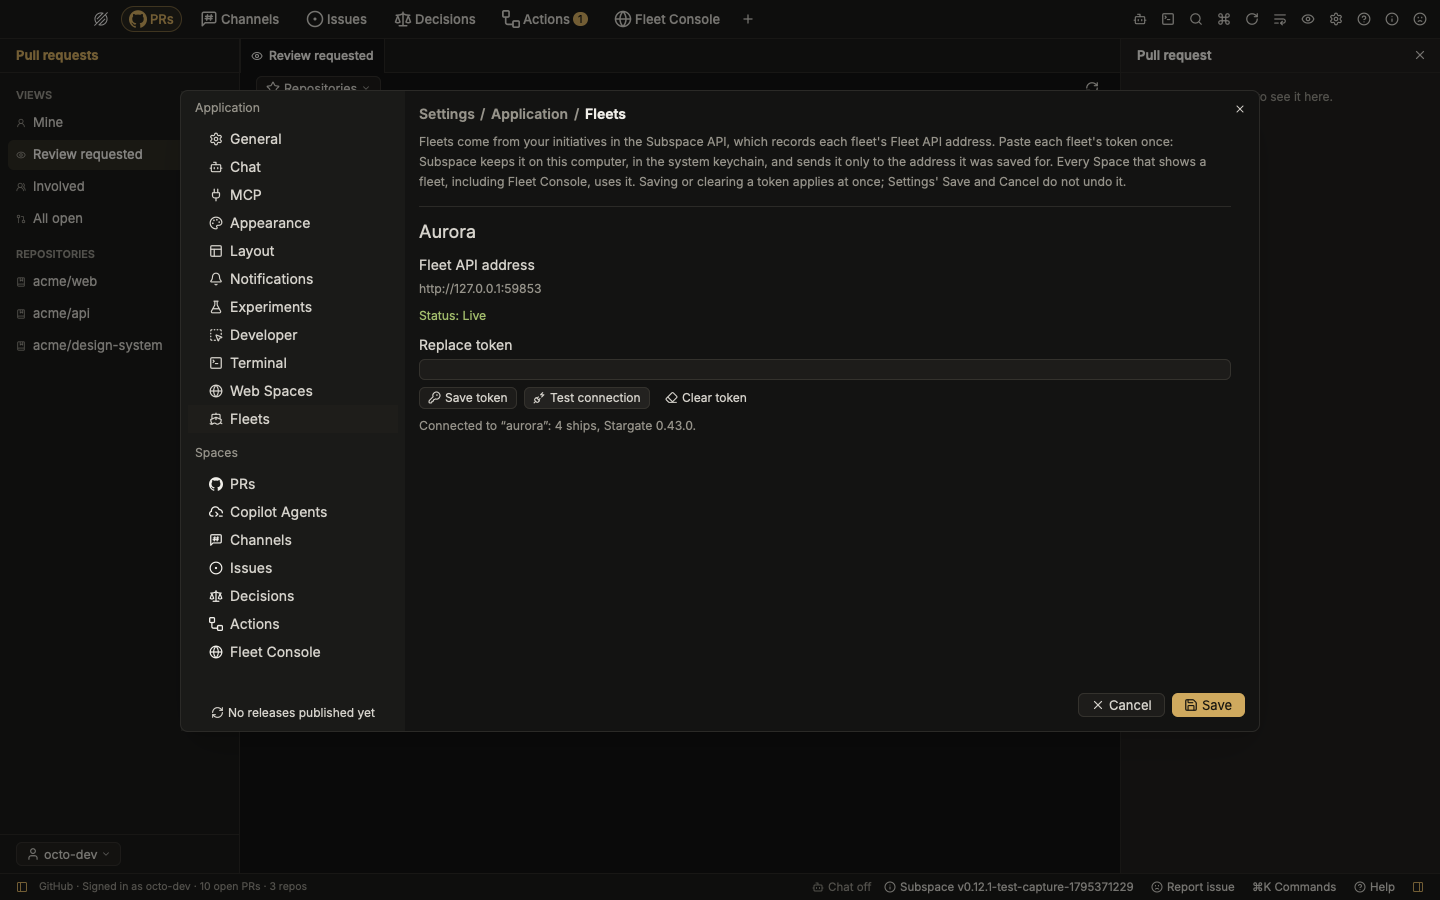 PRs
Channels
Issues
Decisions
Actions 1
Fleet Console
Pull requests
Review requested
Pull request
VIEWS
Mine
Review requested
Involved
All open
REPOSITORIES
acme/web
acme/api
acme/design-system
Repositories
o see it here.
Application
General
Chat
MCP
Appearance
Layout
Notifications
Experiments
Developer
Terminal
Web Spaces
Fleets
Spaces
PRs
Copilot Agents
Channels
Issues
Decisions
Actions
Fleet Console
No releases published yet
Settings / Application / Fleets
Fleets come from your initiatives in the Subspace API, which records each fleet's Fleet API address. Paste each fleet's token once:
Subspace keeps it on this computer, in the system keychain, and sends it only to the address it was saved for. Every Space that shows a
fleet, including Fleet Console, uses it. Saving or clearing a token applies at once; Settings' Save and Cancel do not undo it.
Aurora
Fleet API address
http://127.0.0.1:59853
Status: Live
Replace token
Save token
Test connection
Clear token
Connected to “aurora”: 4 ships, Stargate 0.43.0.
Cancel
Save
octo-dev
GitHub · Signed in as octo-dev · 10 open PRs · 3 repos
Chat off
Subspace v0.12.1-test-capture-1795371229
Report issue
⌘K Commands
Help